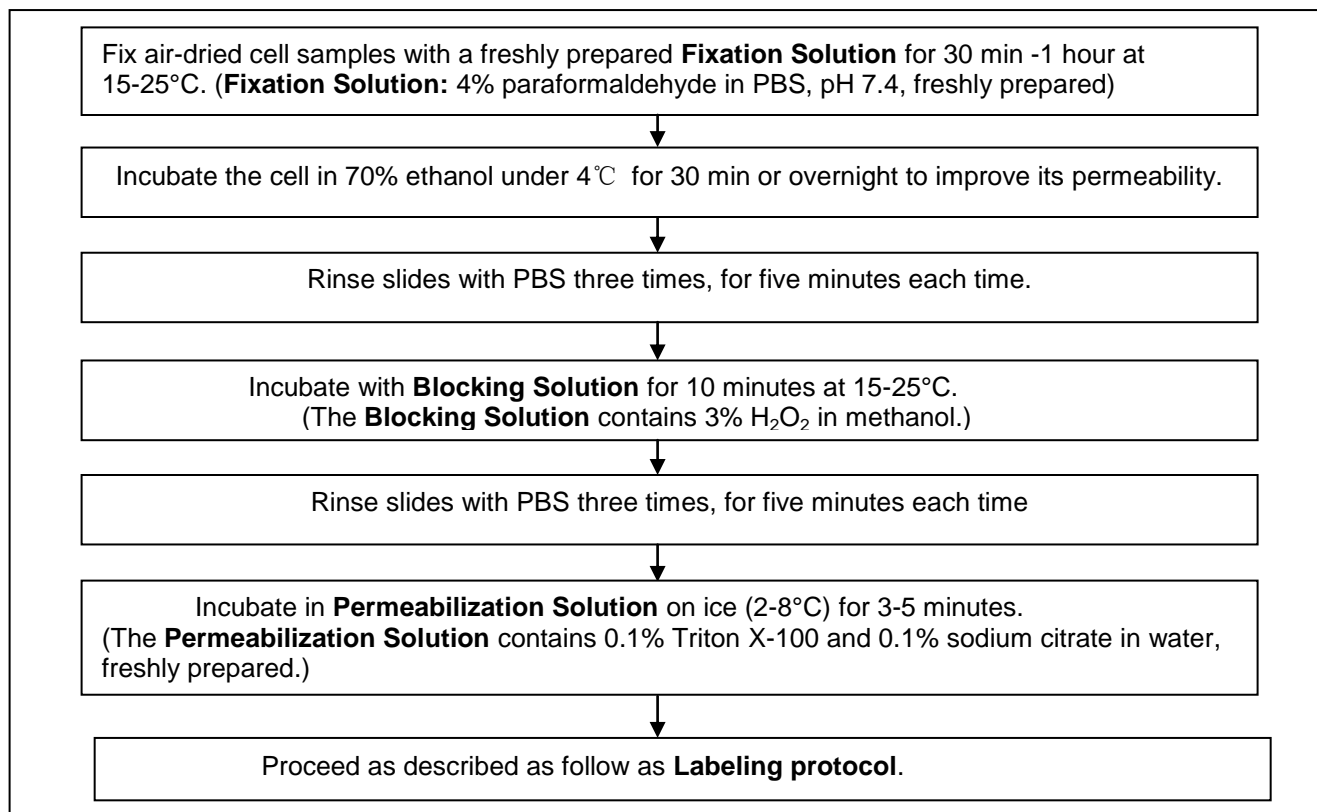 Fix air-dried cell samples with a freshly prepared Fixation Solution for 30 min -1 hour at
15-25°C. (Fixation Solution: 4% paraformaldehyde in PBS, pH 7.4, freshly prepared)
Incubate the cell in 70% ethanol under 4℃ for 30 min or overnight to improve its permeability.
Rinse slides with PBS three times, for five minutes each time.
Incubate with Blocking Solution for 10 minutes at 15-25°C.
(The Blocking Solution contains 3% H₂O₂ in methanol.)
Rinse slides with PBS three times, for five minutes each time
Incubate in Permeabilization Solution on ice (2-8°C) for 3-5 minutes.
(The Permeabilization Solution contains 0.1% Triton X-100 and 0.1% sodium citrate in water,
freshly prepared.)
Proceed as described as follow as Labeling protocol.